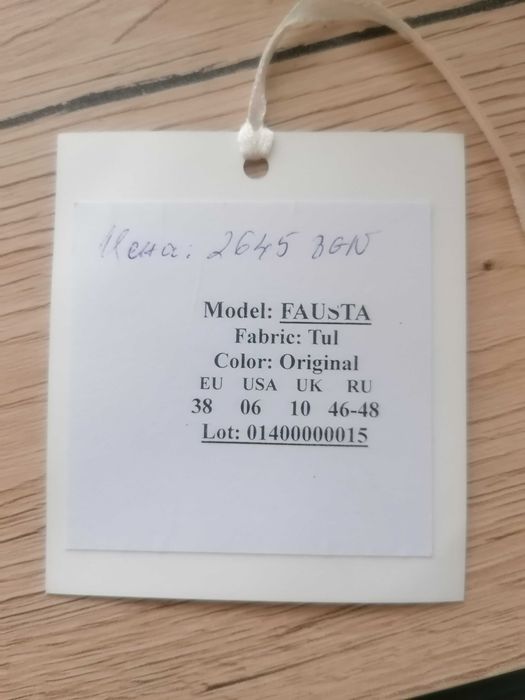 Цена: 2645 BGN
Model: FAUSTA
Fabric: Tul
Color: Original
EU USA UK RU
38 06 10 46-48
Lot: 01400000015